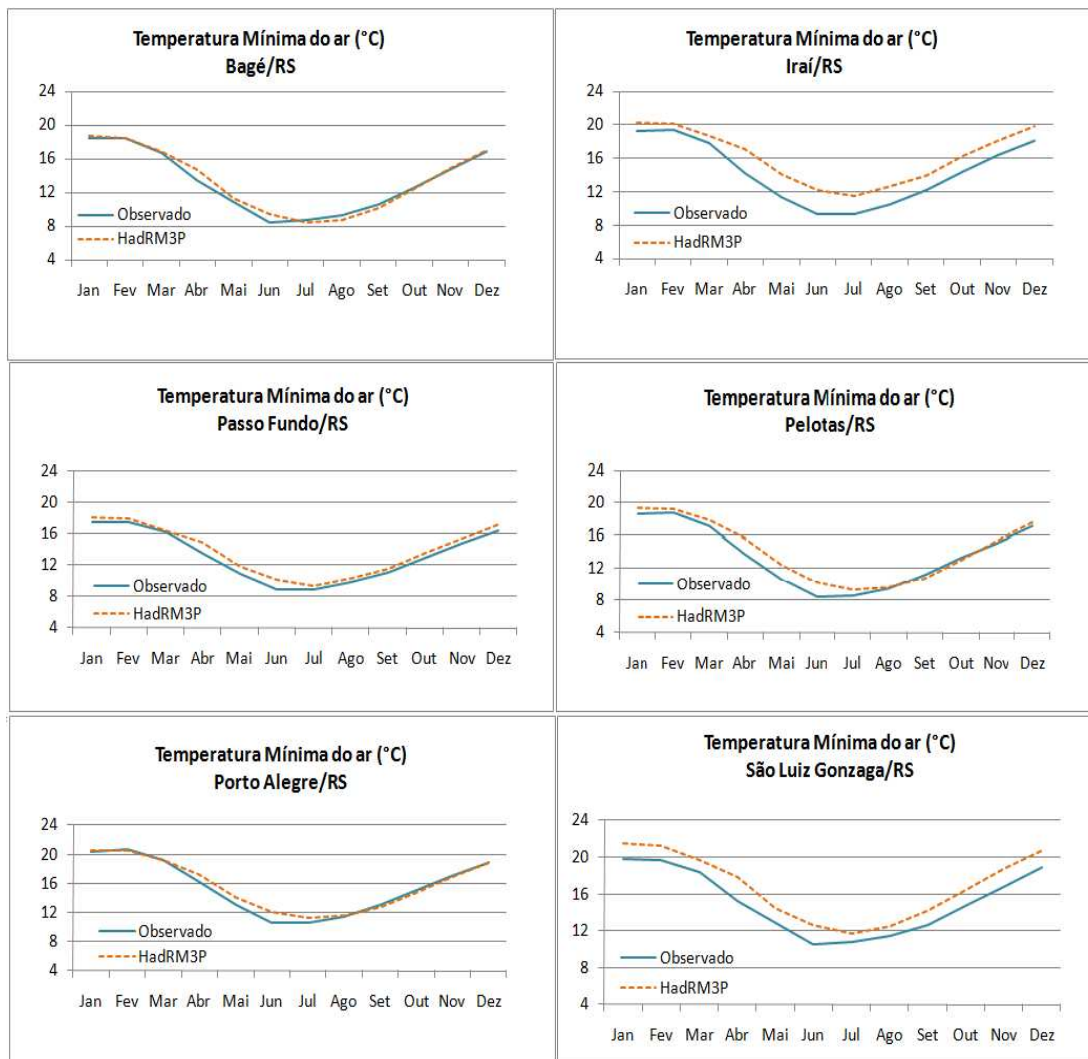 Temperatura Mínima do ar (°C)
Bagé/RS
24
20
16
12
8
4
Observado
HadRM3P
Jan Fev Mar Abr Mai Jun Jul Ago Set Out Nov Dez
Temperatura Mínima do ar (°C)
Iraí/RS
24
20
16
12
8
4
Observado
HadRM3P
Jan Fev Mar Abr Mai Jun Jul Ago Set Out Nov Dez
Temperatura Mínima do ar (°C)
Passo Fundo/RS
24
20
16
12
8
4
Observado
HadRM3P
Jan Fev Mar Abr Mai Jun Jul Ago Set Out Nov Dez
Temperatura Mínima do ar (°C)
Pelotas/RS
24
20
16
12
8
4
Observado
HadRM3P
Jan Fev Mar Abr Mai Jun Jul Ago Set Out Nov Dez
Temperatura Mínima do ar (°C)
Porto Alegre/RS
24
20
16
12
8
4
Observado
HadRM3P
Jan Fev Mar Abr Mai Jun Jul Ago Set Out Nov Dez
Temperatura Mínima do ar (°C)
São Luiz Gonzaga/RS
24
20
16
12
8
4
Observado
HadRM3P
Jan Fev Mar Abr Mai Jun Jul Ago Set Out Nov Dez